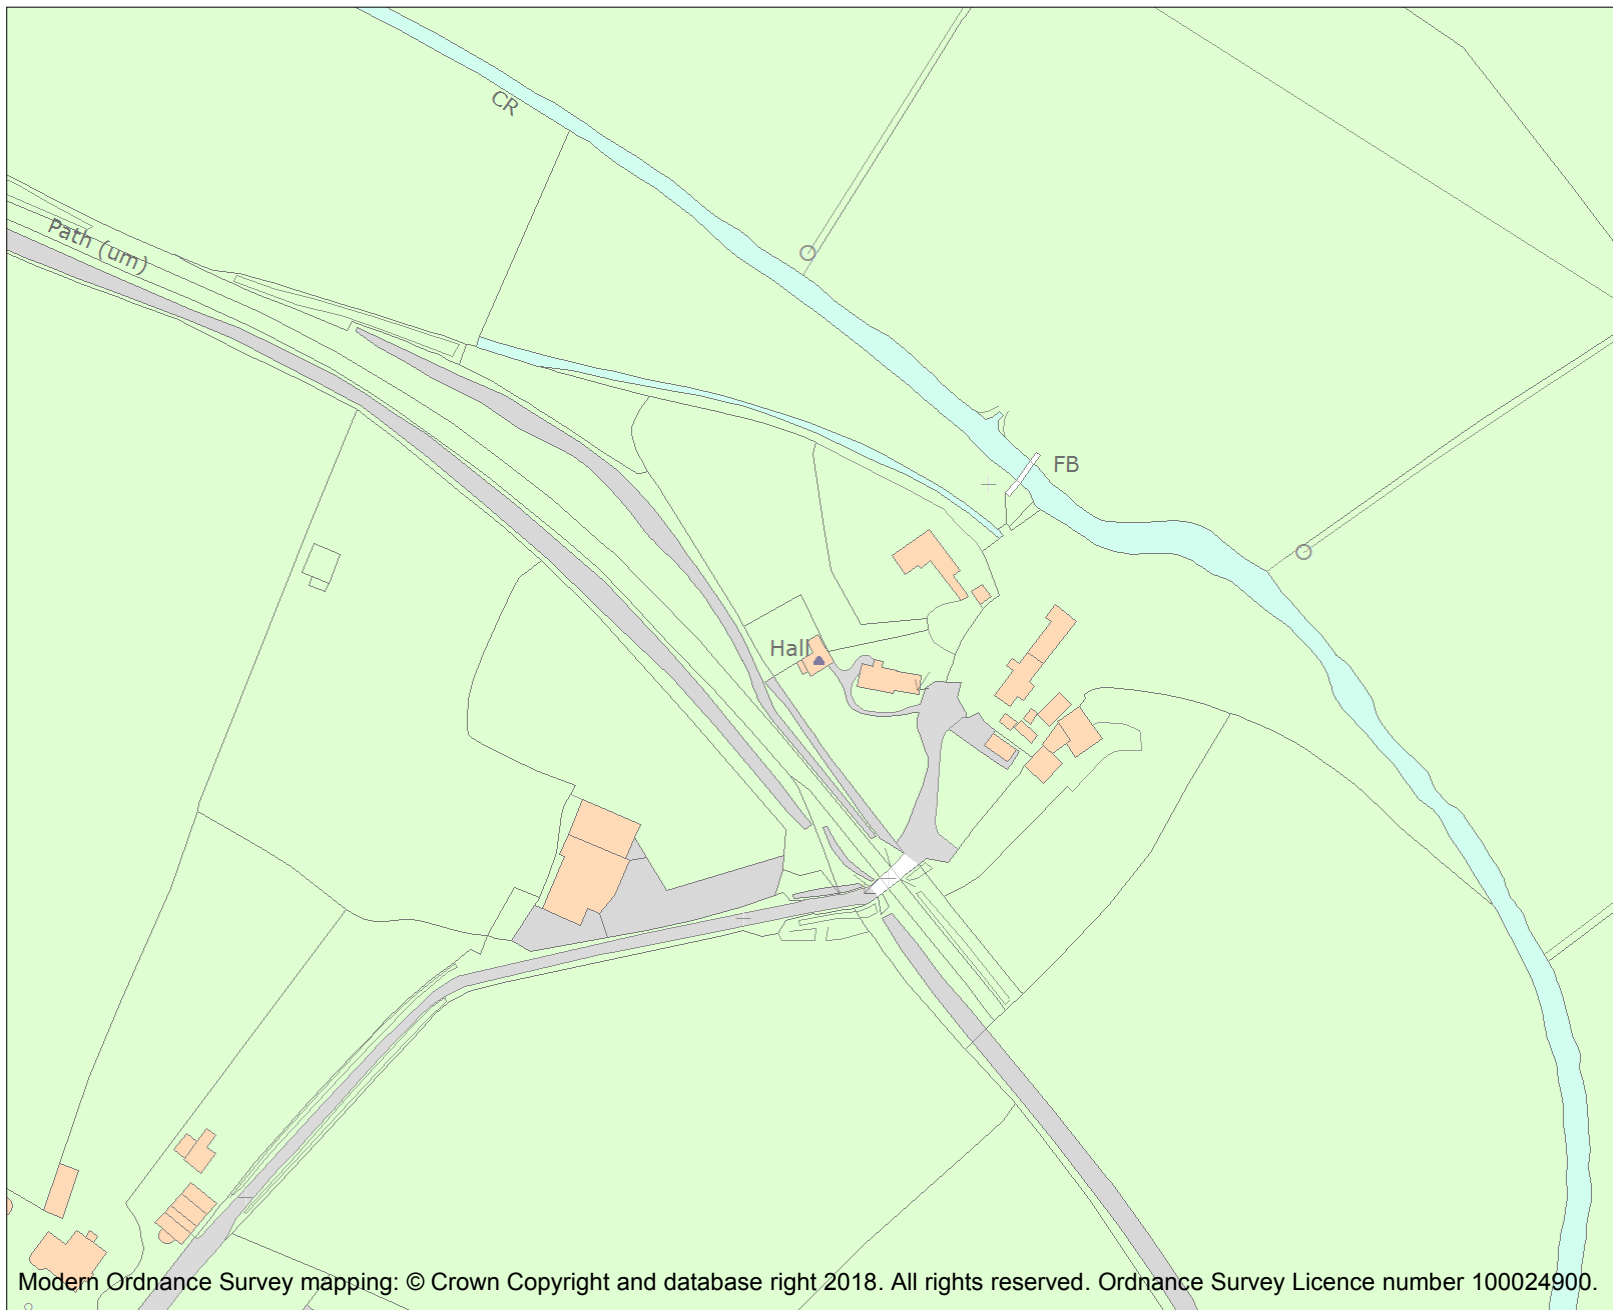 CR
Path (um)
FB
Hall
Modern Ordnance Survey mapping: © Crown Copyright and database right 2018. All rights reserved. Ordnance Survey Licence number 100024900.